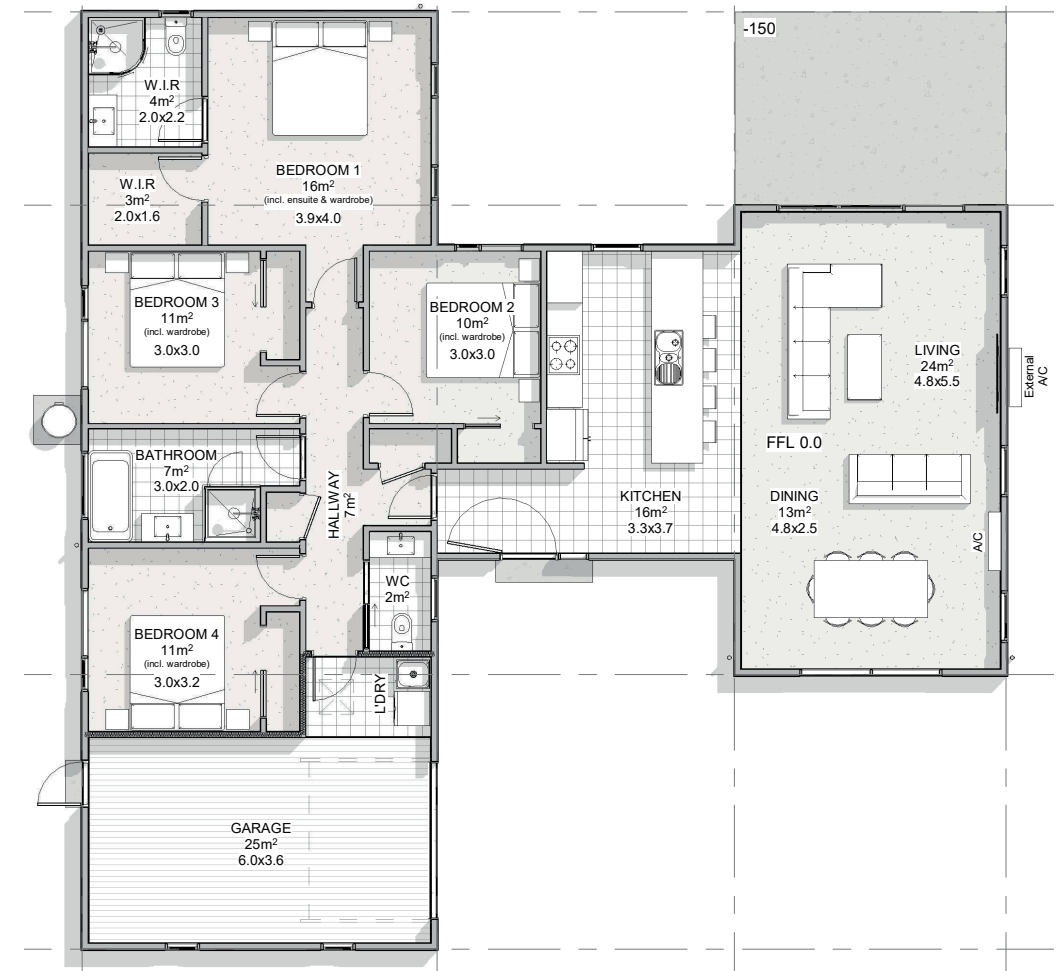 -150
W.I.R
4m²
2.0x2.2
W.I.R
3m²
2.0x1.6
BEDROOM 1
16m²
(incl. ensuite & wardrobe)
3.9x4.0
BEDROOM 3
11m²
(incl. wardrobe)
3.0x3.0
BEDROOM 2
10m²
(incl. wardrobe)
3.0x3.0
LIVING
24m²
4.8x5.5
External
A/C
FFL 0.0
BATHROOM
7m²
3.0x2.0
HALLWAY
7m²
KITCHEN
16m²
3.3x3.7
DINING
13m²
4.8x2.5
A/C
WC
2m²
BEDROOM 4
11m²
(incl. wardrobe)
3.0x3.2
L'DRY
GARAGE
25m²
6.0x3.6